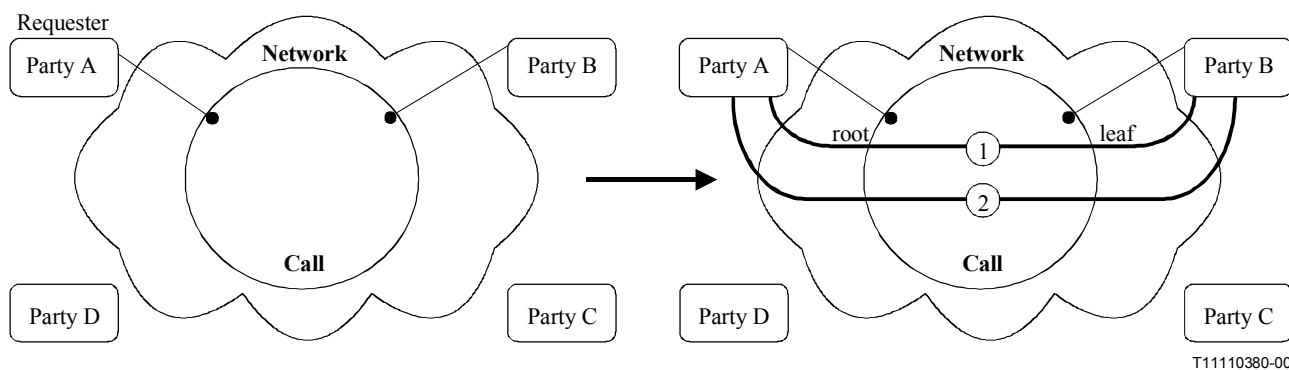 Requester
Party A
Network
Party B
Call
Party D
Party C
Party A
Network
Party B
root
1
leaf
2
Call
Party D
Party C
T11110380-00